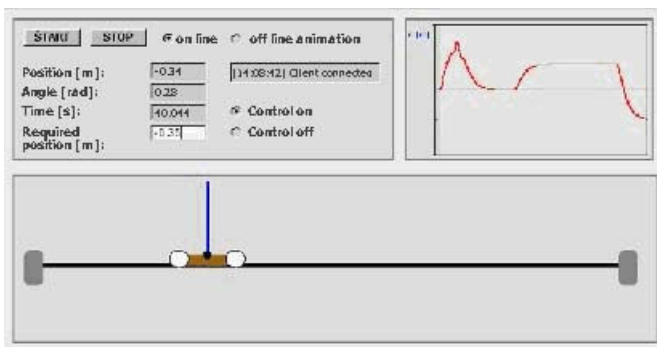 START STOP on line off line animation
Position [m]: -0.34 [14:08:42] Client connected
Angle [rad]: 0.28
Time [s]: 40.044 Control on
Required -0.35 Control off
position [m]: